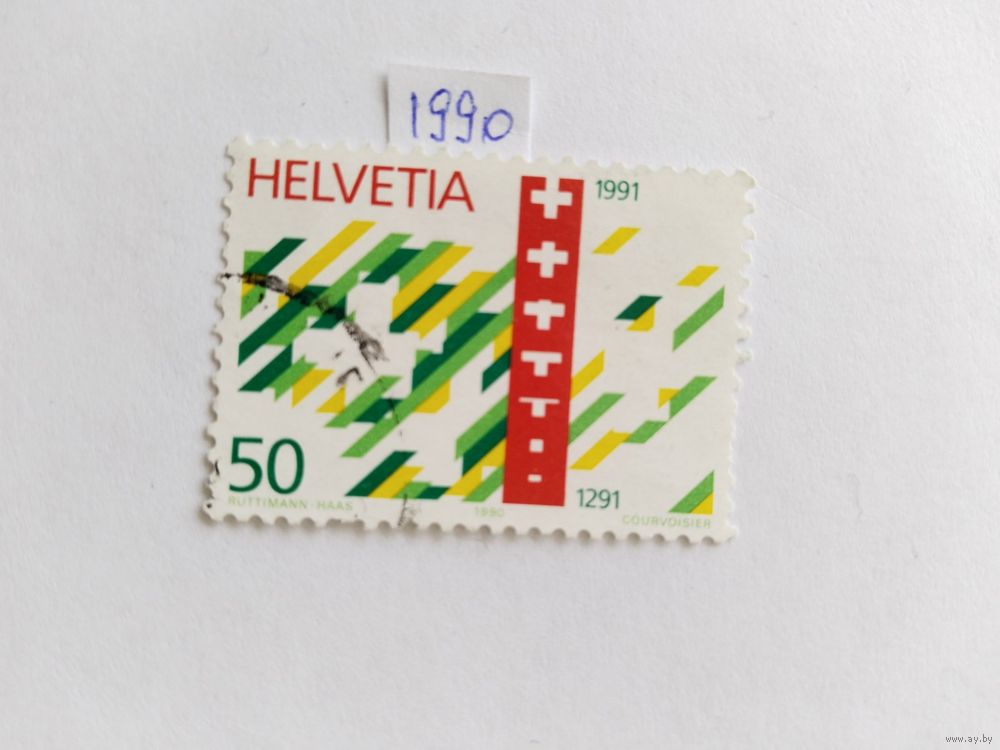 1990
HELVETIA
1991
50
1291
RUTTIMANN·HAAS
1990
COURVOISIER
www.ay.by